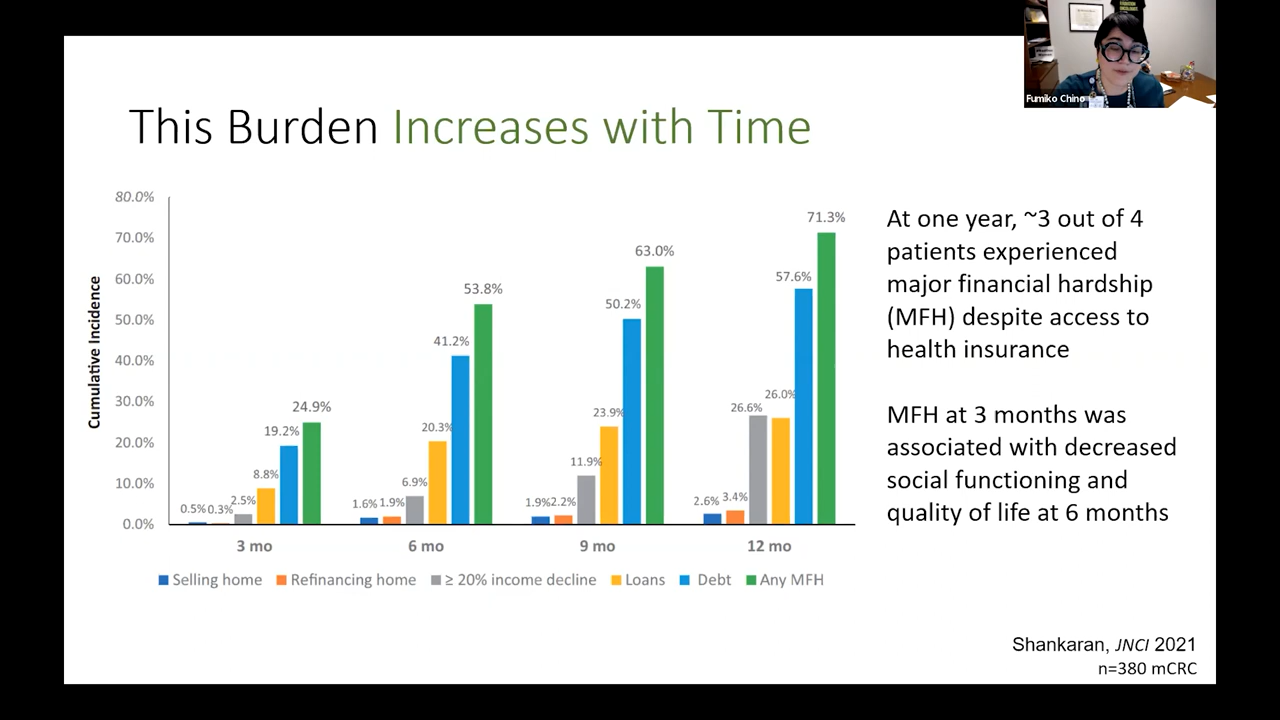 Fumiko Chino
This Burden Increases with Time
80.0%
70.0%
60.0%
50.0%
40.0%
30.0%
20.0%
10.0%
0.0%
Cumulative Incidence
0.5% 0.3% 2.5% 8.8% 19.2% 24.9%
1.6% 1.9% 6.9% 20.3% 41.2% 53.8%
1.9% 2.2% 11.9% 23.9% 50.2% 63.0%
2.6% 3.4% 26.6% 26.0% 57.6% 71.3%
3 mo 6 mo 9 mo 12 mo
Selling home Refinancing home ≥ 20% income decline Loans Debt Any MFH
At one year, ~3 out of 4
patients experienced
major financial hardship
(MFH) despite access to
health insurance
MFH at 3 months was
associated with decreased
social functioning and
quality of life at 6 months
Shankaran, JNCI 2021
n=380 mCRC